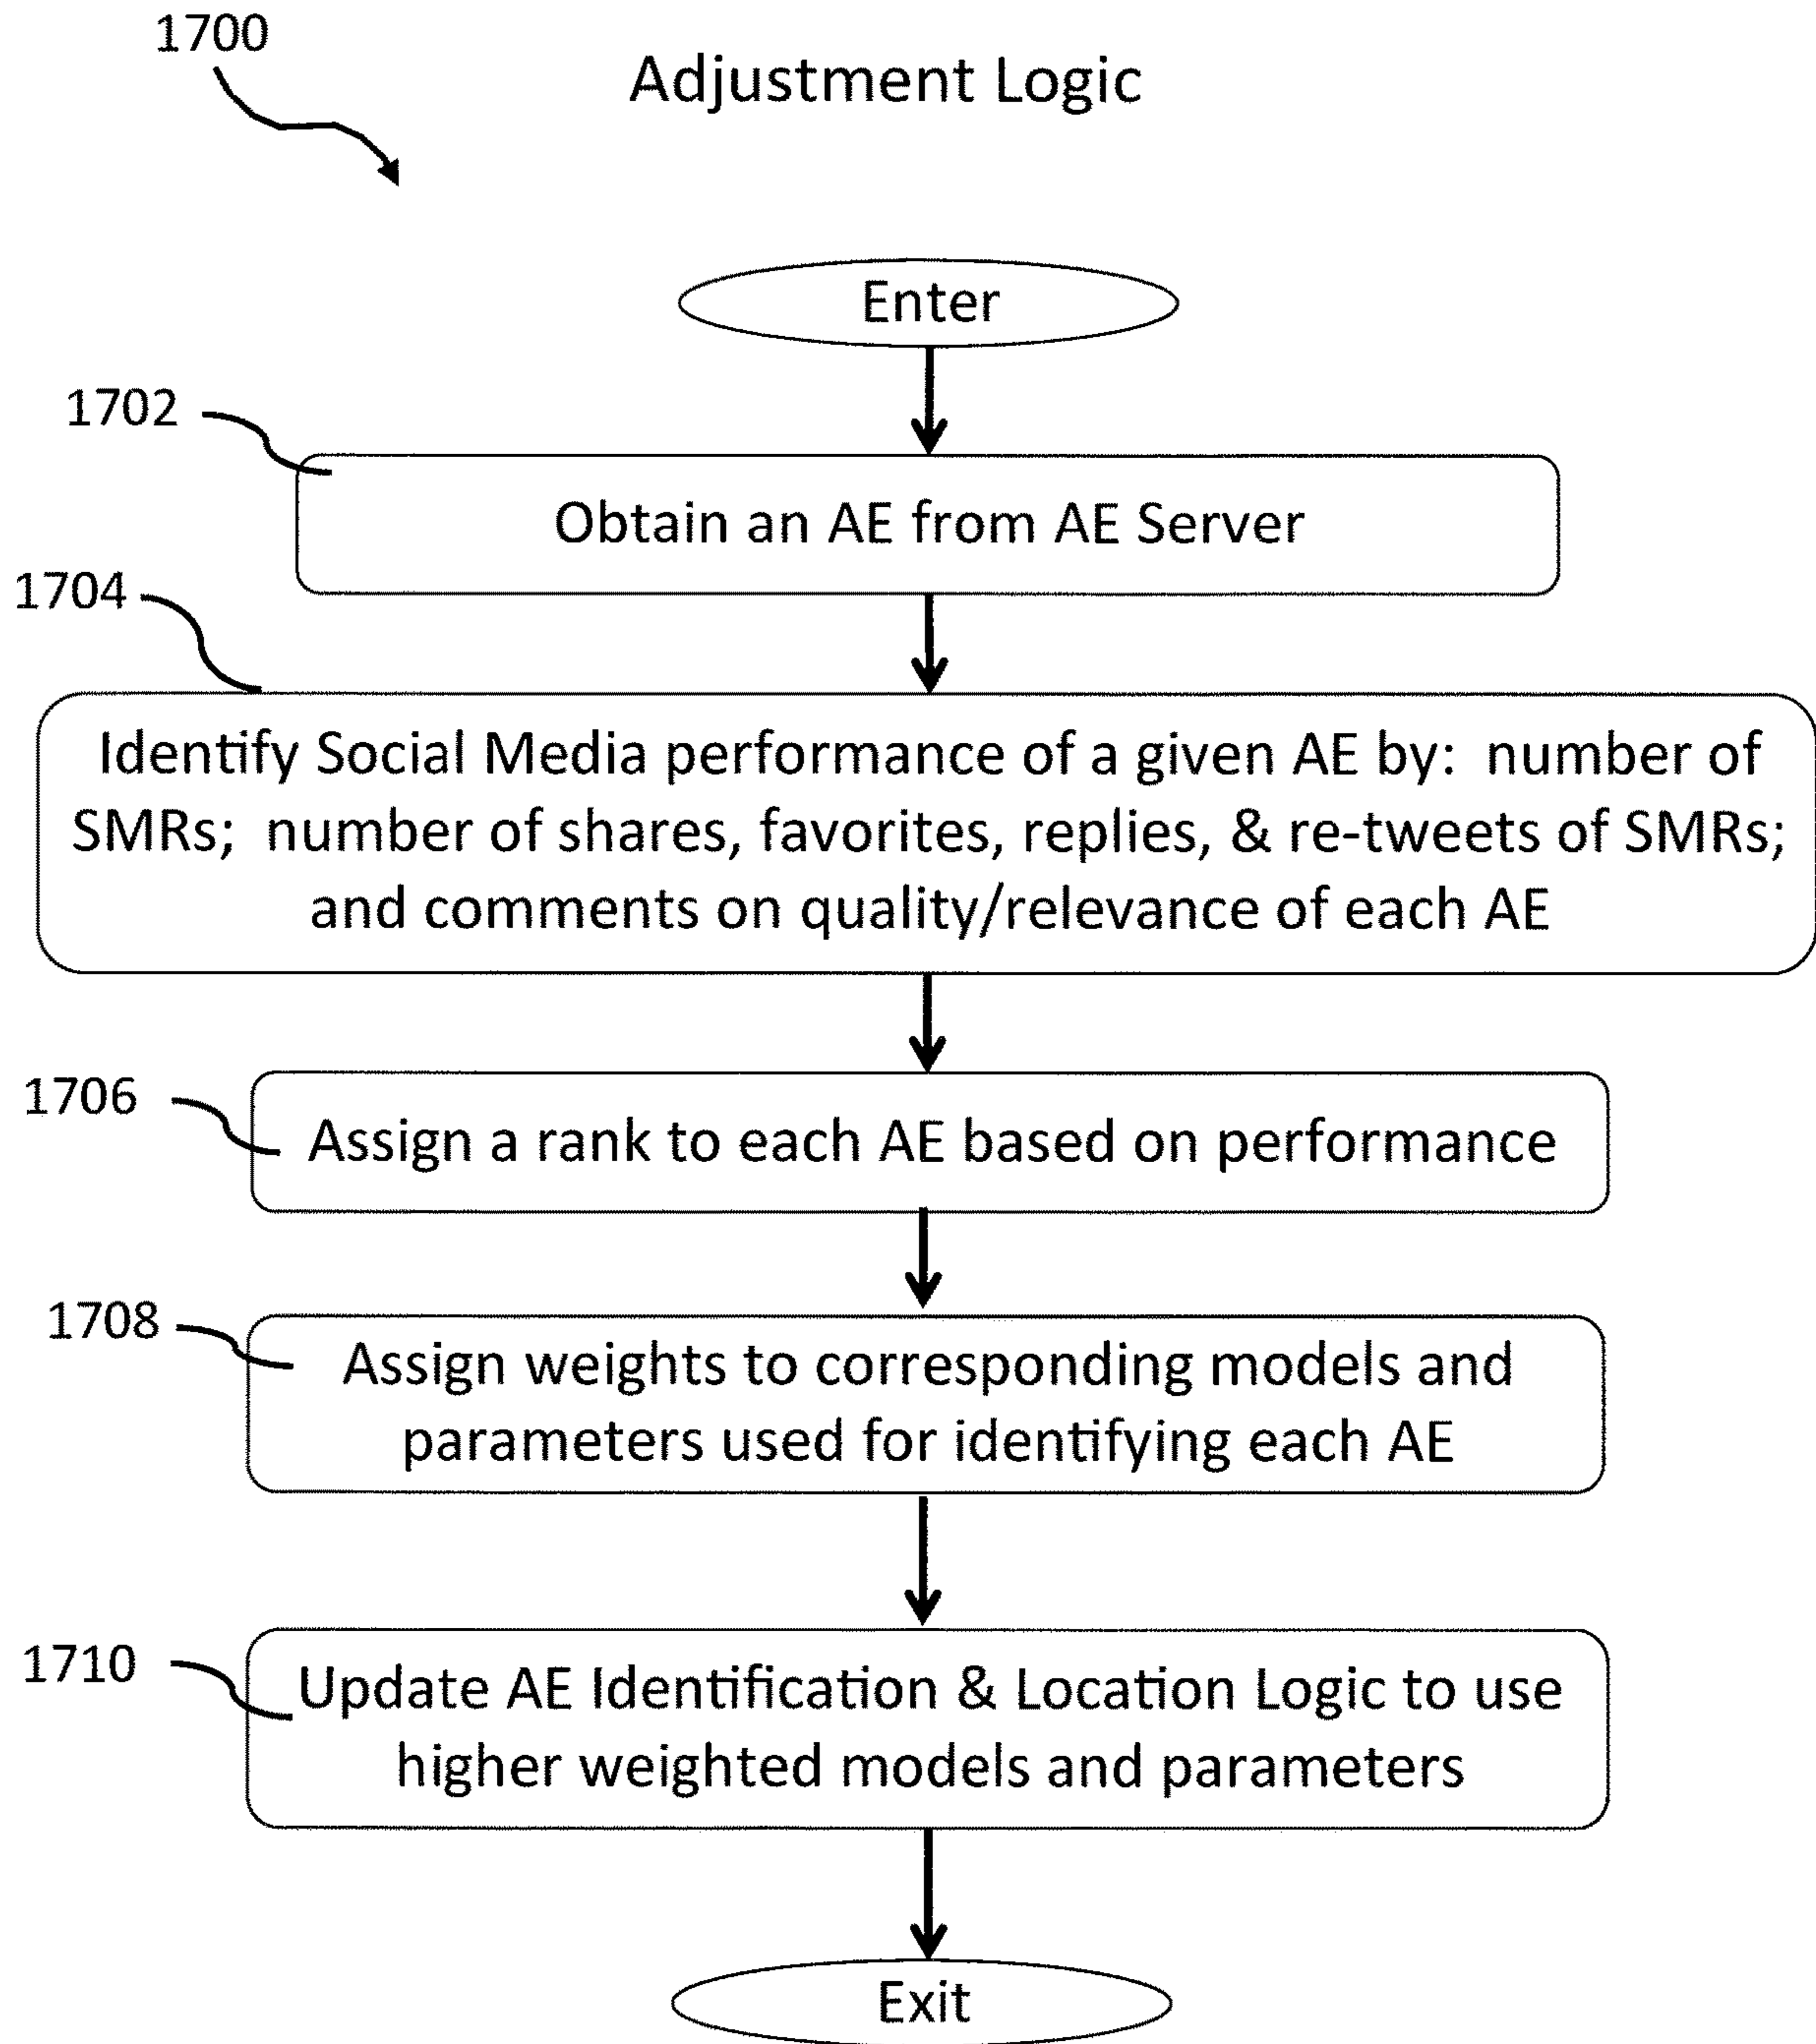 1700
Adjustment Logic
Enter
1702
Obtain an AE from AE Server
1704
Identify Social Media performance of a given AE by: number of
SMRs; number of shares, favorites, replies, & re-tweets of SMRs;
and comments on quality/relevance of each AE
1706
Assign a rank to each AE based on performance
1708
Assign weights to corresponding models and
parameters used for identifying each AE
1710
Update AE Identification & Location Logic to use
higher weighted models and parameters
Exit